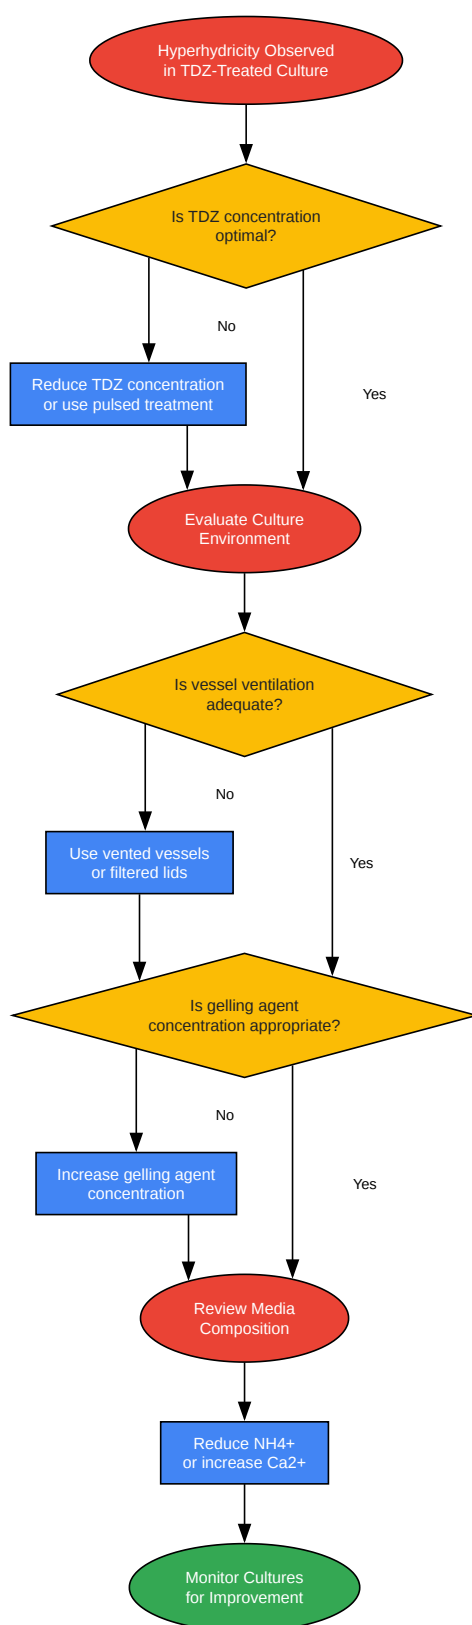 Hyperhydricity Observed
in TDZ-Treated Culture
Is TDZ concentration
optimal?
No
Reduce TDZ concentration
or use pulsed treatment
Yes
Evaluate Culture
Environment
Is vessel ventilation
adequate?
No
Use vented vessels
or filtered lids
Yes
Is gelling agent
concentration appropriate?
No
Increase gelling agent
concentration
Yes
Review Media
Composition
Reduce NH4+
or increase Ca2+
Monitor Cultures
for Improvement